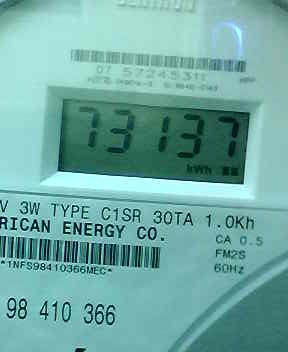 CENTRON
07 57245311
73137
kWh
V 3W TYPE C1SR 30TA 1.0Kh
RICAN ENERGY CO.
CA 0.5
FM2S
*1NFS98410366MEC*
60Hz
98 410 366